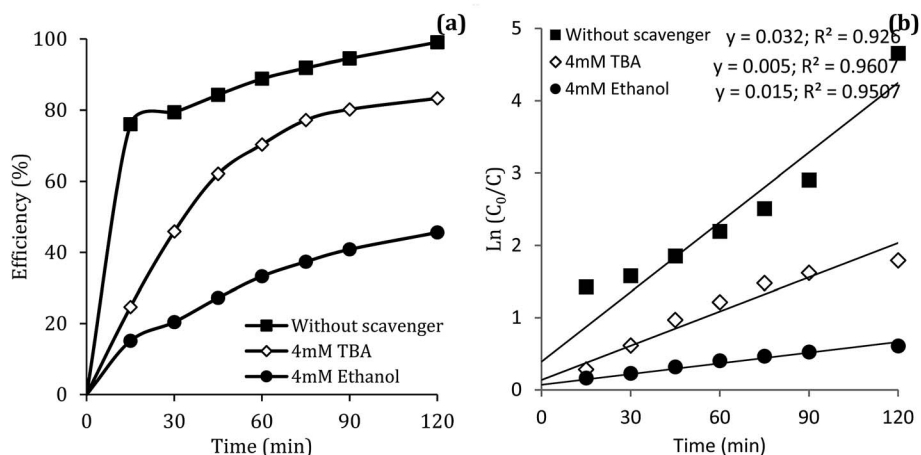 (a)
100
80
60
40
20
0
Efficiency (%)
Without scavenger
4mM TBA
4mM Ethanol
0 30 60 90 120
Time (min)
(b)
Without scavenger y = 0.032; R² = 0.926
4mM TBA y = 0.005; R² = 0.9607
4mM Ethanol y = 0.015; R² = 0.9507
5
4
3
2
1
0
Ln (C₀/C)
0 30 60 90 120
Time (min)